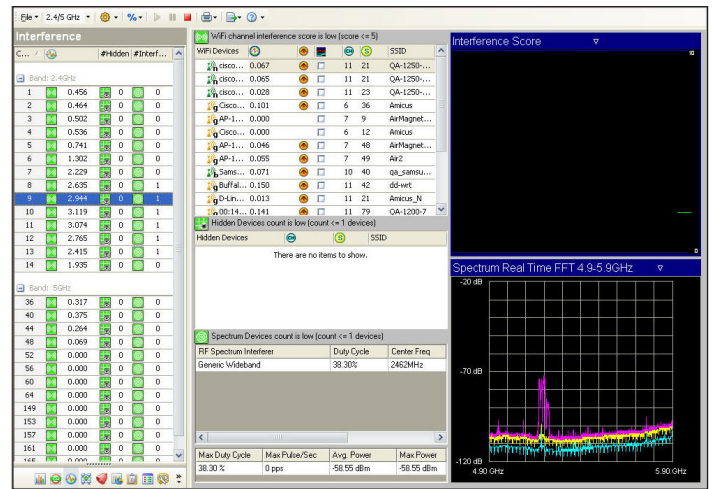 File 2.4/5 GHz
Interference
C... #Hidden #Interf...
Band: 2.4GHz
1 0.456 0 0
2 0.464 0 0
3 0.502 0 0
4 0.536 0 0
5 0.741 0 0
6 1.302 0 0
7 2.229 0 0
8 2.635 0 1
9 2.944 0 1
10 3.119 0 1
11 3.074 0 1
12 2.765 0 1
13 2.415 0 1
14 1.935 0 0
Band: 5GHz
36 0.317 0 0
40 0.375 0 0
44 0.264 0 0
48 0.069 0 0
52 0.000 0 0
56 0.000 0 0
60 0.000 0 0
64 0.000 0 0
149 0.000 0 0
153 0.000 0 0
157 0.000 0 0
161 0.000 0 0
165 0.000 0 0
WiFi channel interference score is low (score <= 5)
WiFi Devices CH S SSID
cisco... 0.067 11 21 QA-1250-...
cisco... 0.065 11 21 QA-1250-...
cisco... 0.028 11 23 QA-1250-...
Cisco... 0.101 6 36 Amicus
AP-1... 0.000 7 9 AirMagnet...
Cisco... 0.000 6 12 Amicus
AP-1... 0.046 7 48 AirMagnet...
AP-1... 0.055 7 49 Air2
Sams... 0.071 10 40 qa_samsu...
Buffal... 0.150 11 42 dd-wrt
D-Lin... 0.013 11 21 Amicus_N
00:14... 0.141 11 79 QA-1200-7
Hidden Devices count is low (count <= 1 devices)
Hidden Devices CH S SSID
There are no items to show.
Spectrum Devices count is low (count <= 1 devices)
RF Spectrum Interferer Duty Cycle Center Freq
Generic Wideband 38.30% 2462MHz
Max Duty Cycle Max Pulse/Sec Avg. Power Max Power
38.30 % 0 pps -58.55 dBm -58.55 dBm
Interference Score
10
0
Spectrum Real Time FFT 4.9-5.9GHz
-20 dB
-70 dB
-120 dB
4.90 GHz 5.90 GHz